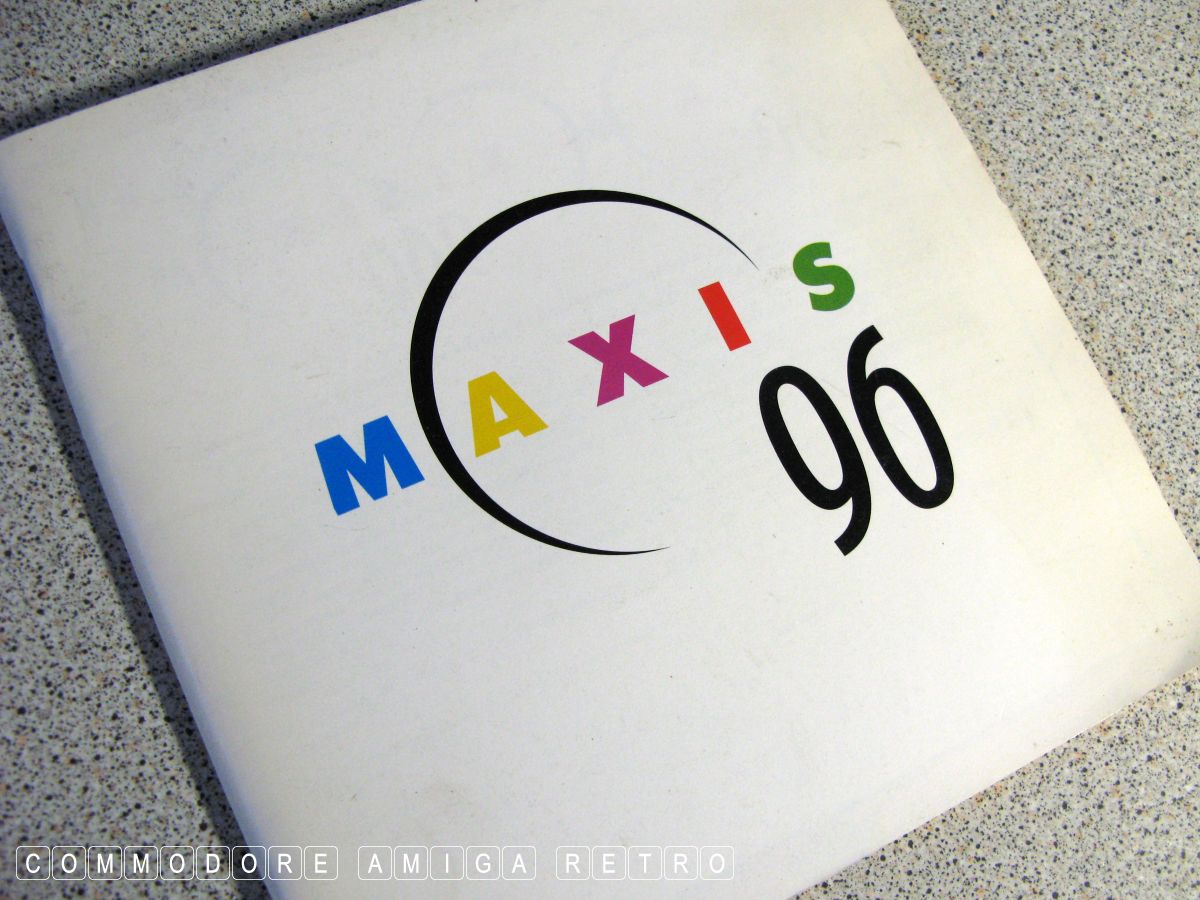 MAXIS
96
COMMODORE AMIGA RETRO